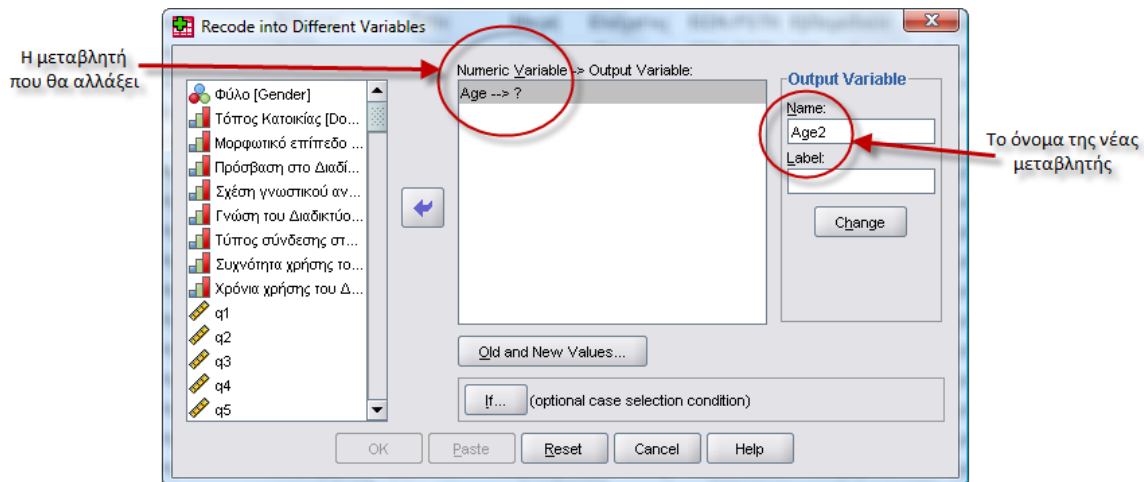 Recode into Different Variables
Η μεταβλητή
που θα αλλάξει
Φύλο [Gender]
Τόπος Κατοικίας [Do...
Μορφωτικό επίπεδο ...
Πρόσβαση στο Διαδί...
Σχέση γνωστικού αν...
Γνώση του Διαδικτύο...
Τύπος σύνδεσης στ...
Συχνότητα χρήσης το...
Χρόνια χρήσης του Δ...
q1
q2
q3
q4
q5
Numeric Variable -> Output Variable:
Age --> ?
Output Variable
Name:
Age2
Label:
Change
Το όνομα της νέας
μεταβλητής
Old and New Values...
If... (optional case selection condition)
OK Paste Reset Cancel Help